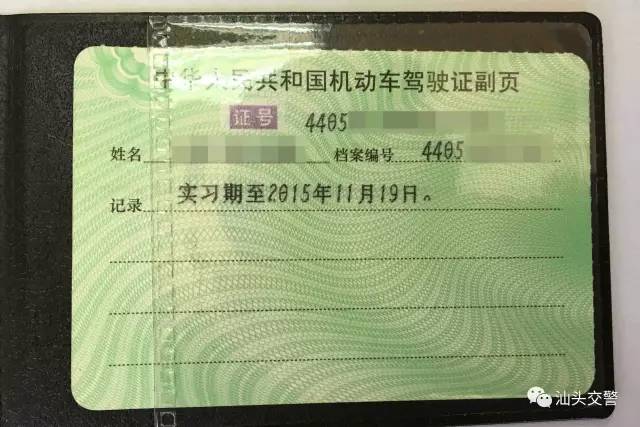 中华人民共和国机动车驾驶证副页
证号 4405
姓名 档案编号 4405
记录 实习期至2015年11月19日。
汕头交警